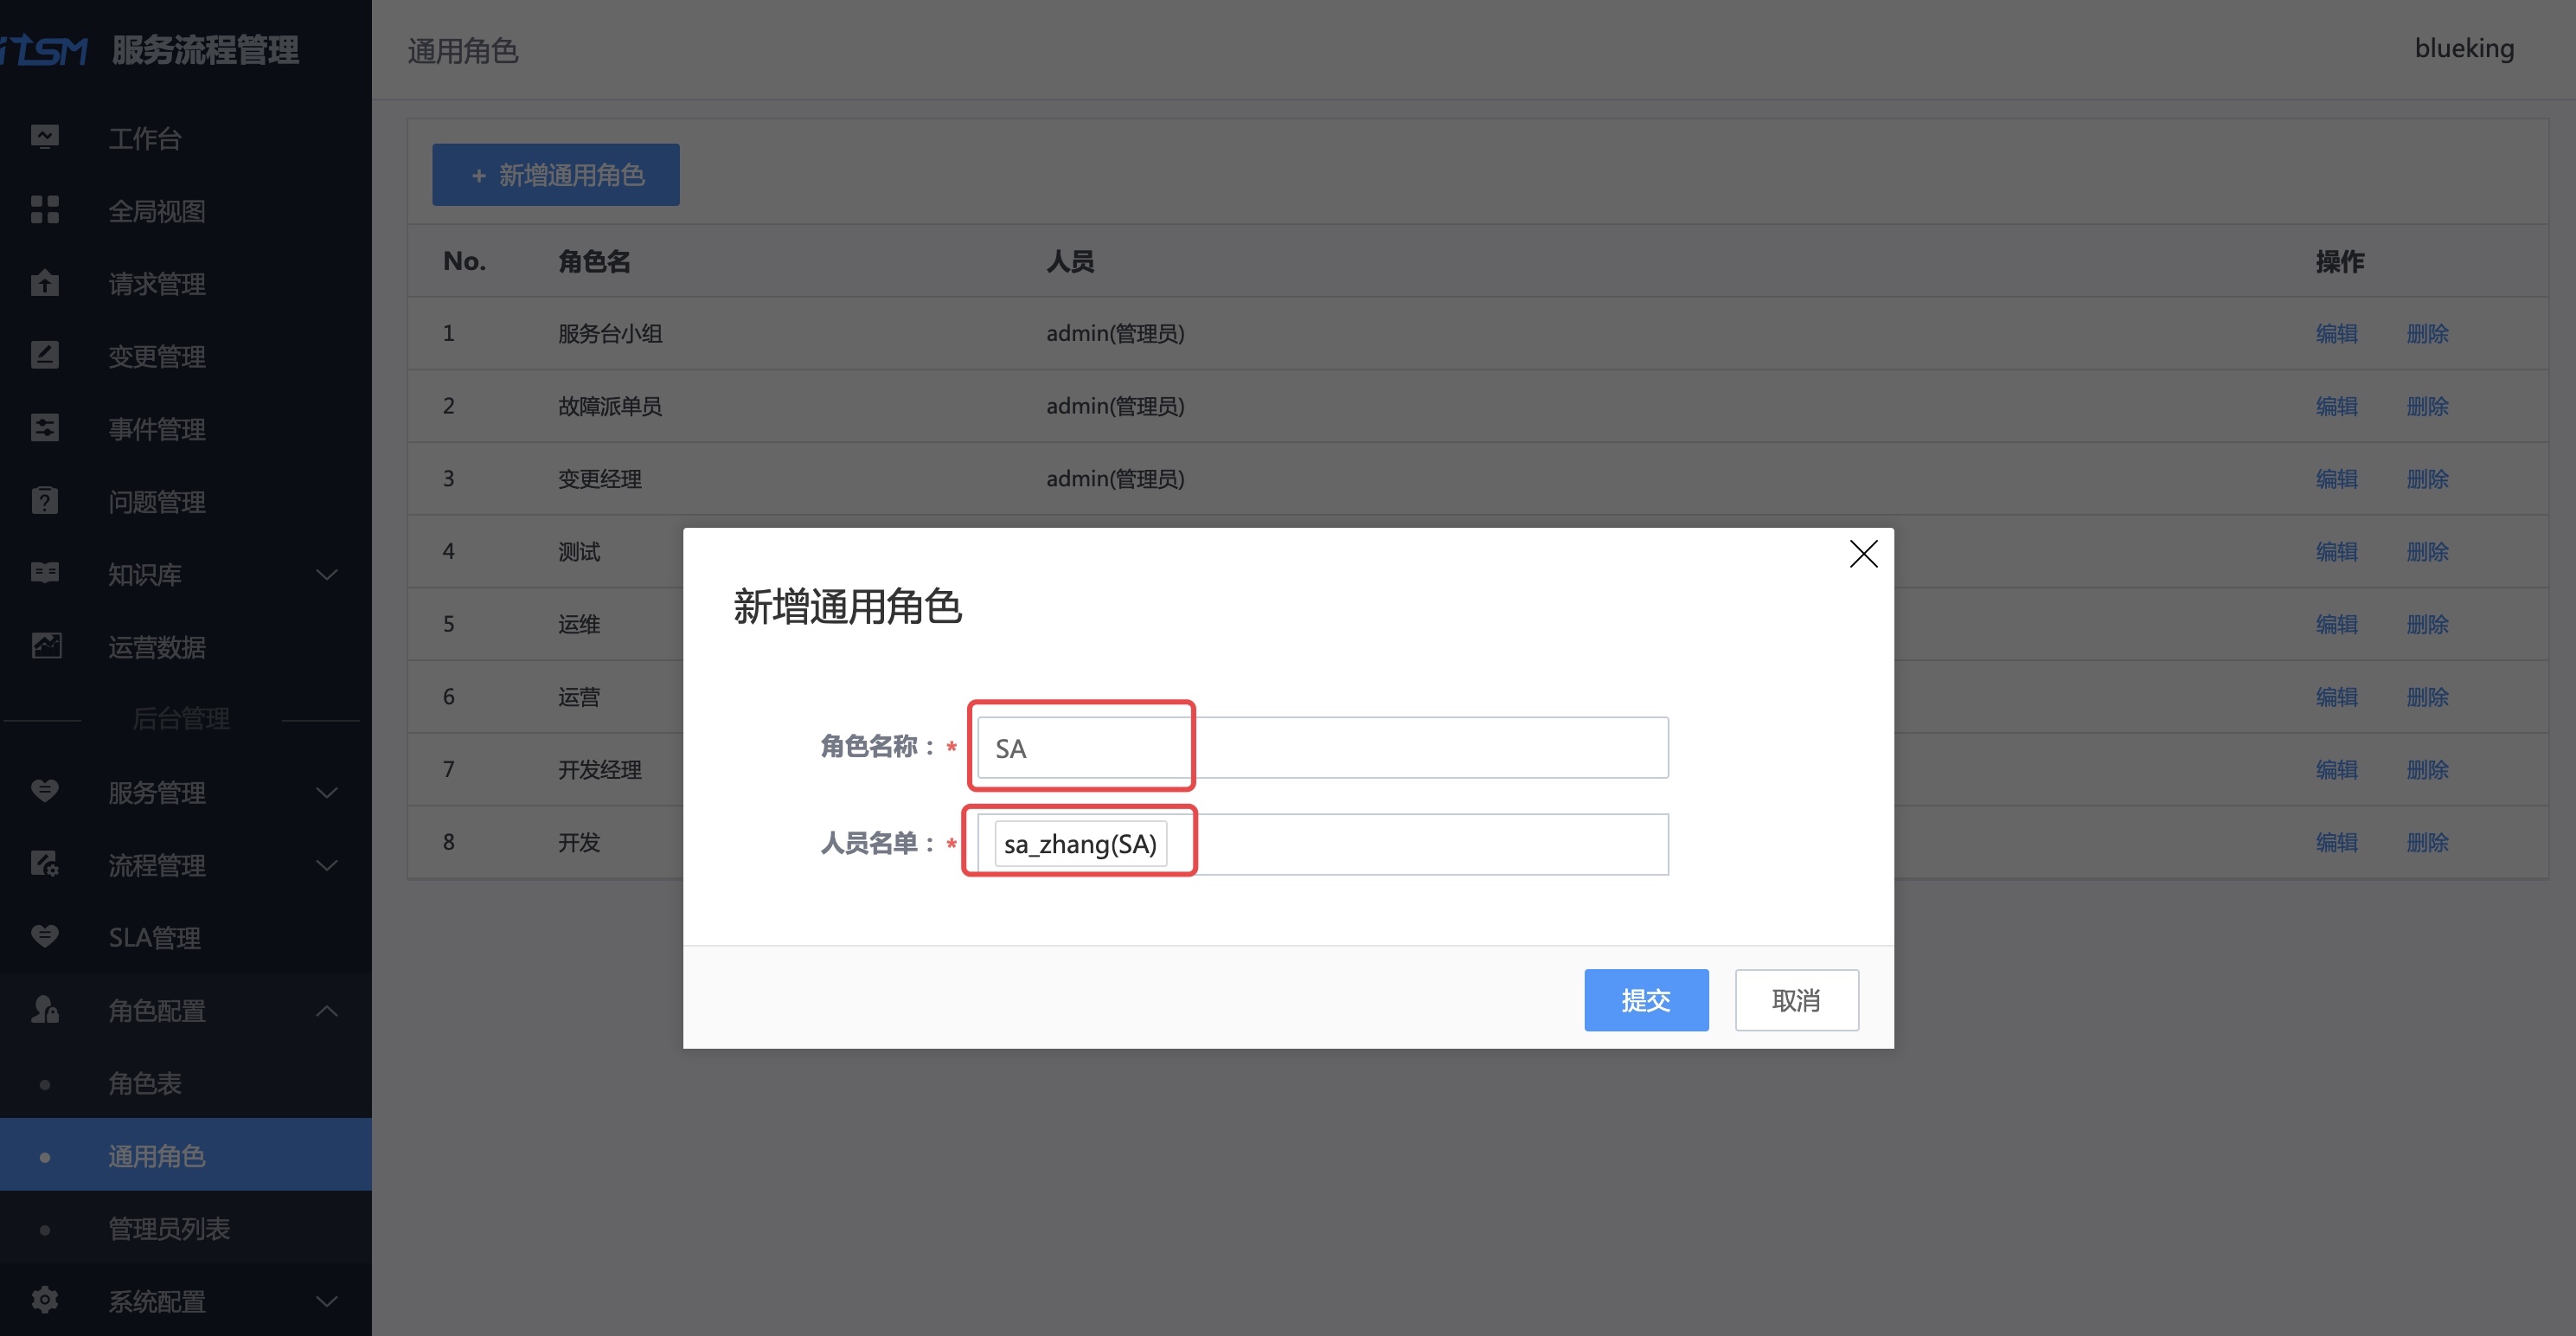 iTSM 服务流程管理
通用角色
blueking
工作台
全局视图
请求管理
变更管理
事件管理
问题管理
知识库
运营数据
后台管理
服务管理
流程管理
SLA管理
角色配置
角色表
通用角色
管理员列表
系统配置
+ 新增通用角色
No. 角色名 人员 操作
1 服务台小组 admin(管理员) 编辑 删除
2 故障派单员 admin(管理员) 编辑 删除
3 变更经理 admin(管理员) 编辑 删除
4 测试 编辑 删除
5 运维 编辑 删除
6 运营 编辑 删除
7 开发经理 编辑 删除
8 开发 编辑 删除
新增通用角色
角色名称：* SA
人员名单：* sa_zhang(SA)
提交 取消